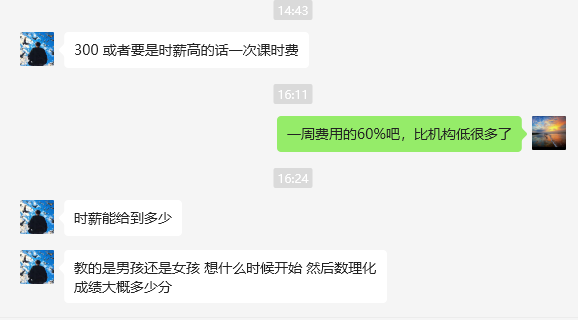 14:43
300 或者要是时薪高的话一次课时费
16:11
一周费用的60%吧，比机构低很多了
16:24
时薪能给到多少
教的是男孩还是女孩 想什么时候开始 然后数理化
成绩大概多少分